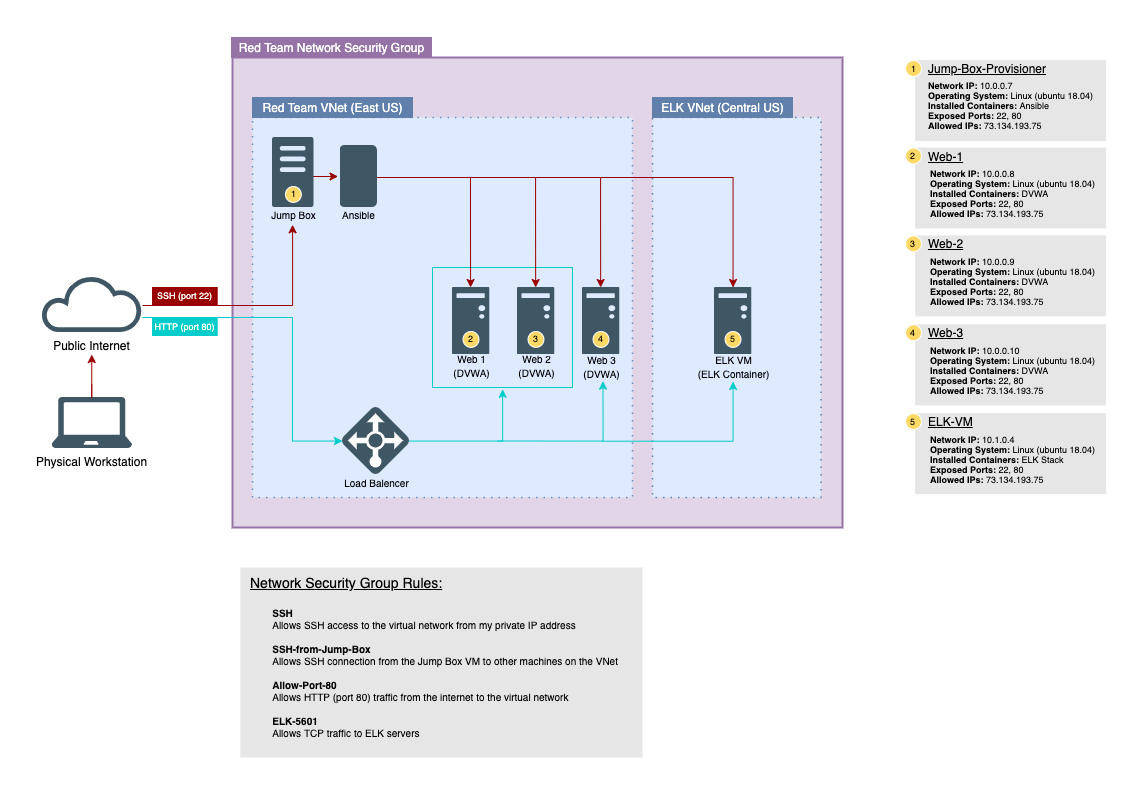 Red Team Network Security Group
Red Team VNet (East US)
ELK VNet (Central US)
1
Jump Box
Ansible
SSH (port 22)
HTTP (port 80)
Public Internet
Physical Workstation
2
Web 1
(DVWA)
3
Web 2
(DVWA)
4
Web 3
(DVWA)
5
ELK VM
(ELK Container)
Load Balencer
1
Jump-Box-Provisioner
Network IP: 10.0.0.7
Operating System: Linux (ubuntu 18.04)
Installed Containers: Ansible
Exposed Ports: 22, 80
Allowed IPs: 73.134.193.75
2
Web-1
Network IP: 10.0.0.8
Operating System: Linux (ubuntu 18.04)
Installed Containers: DVWA
Exposed Ports: 22, 80
Allowed IPs: 73.134.193.75
3
Web-2
Network IP: 10.0.0.9
Operating System: Linux (ubuntu 18.04)
Installed Containers: DVWA
Exposed Ports: 22, 80
Allowed IPs: 73.134.193.75
4
Web-3
Network IP: 10.0.0.10
Operating System: Linux (ubuntu 18.04)
Installed Containers: DVWA
Exposed Ports: 22, 80
Allowed IPs: 73.134.193.75
5
ELK-VM
Network IP: 10.1.0.4
Operating System: Linux (ubuntu 18.04)
Installed Containers: ELK Stack
Exposed Ports: 22, 80
Allowed IPs: 73.134.193.75
Network Security Group Rules:
SSH
Allows SSH access to the virtual network from my private IP address
SSH-from-Jump-Box
Allows SSH connection from the Jump Box VM to other machines on the VNet
Allow-Port-80
Allows HTTP (port 80) traffic from the internet to the virtual network
ELK-5601
Allows TCP traffic to ELK servers